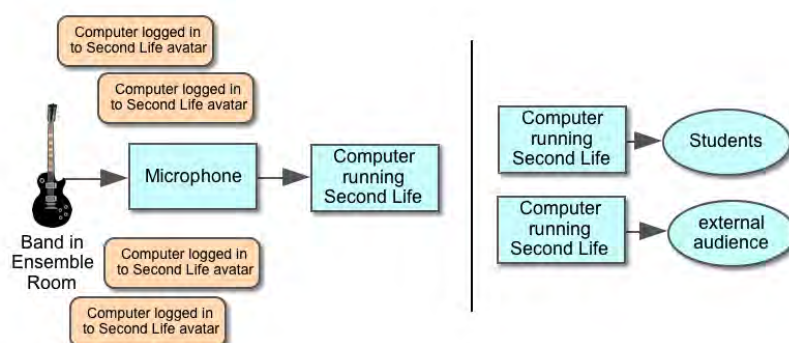 Computer logged in
to Second Life avatar
Computer logged in
to Second Life avatar
Band in
Ensemble
Room
Microphone
Computer
running
Second Life
Computer logged in
to Second Life avatar
Computer logged in
to Second Life avatar
Computer
running
Second Life
Students
Computer
running
Second Life
external
audience